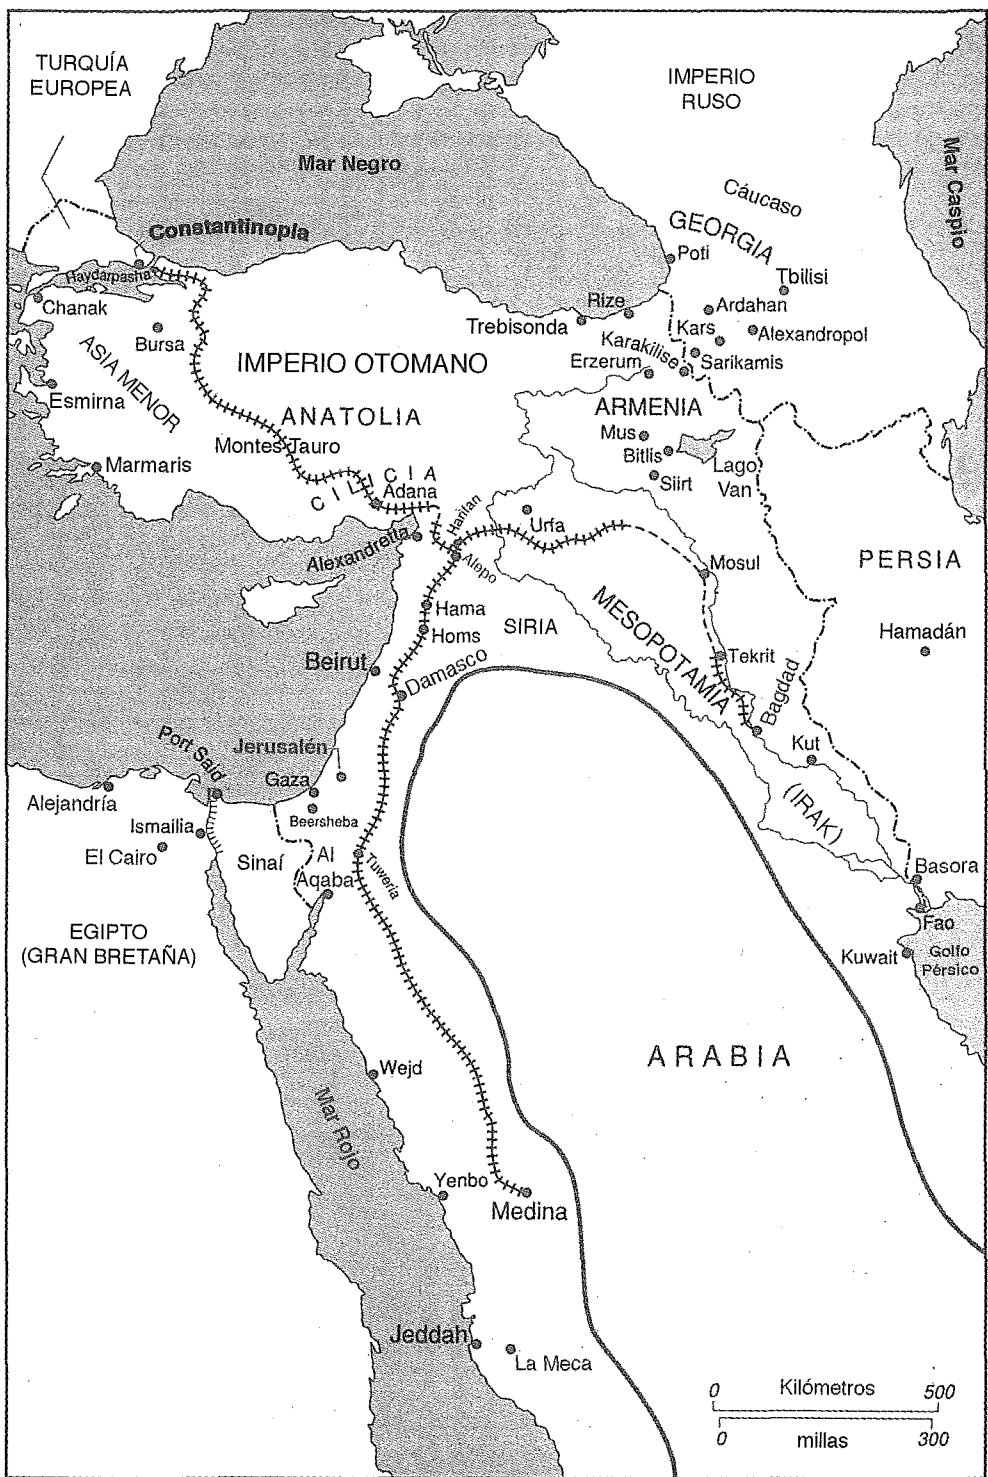 TURQUÍA
EUROPEA
IMPERIO
RUSO
Mar Negro
Mar Caspio
Cáucaso
GEORGIA
Constantinopla
Poti
Haydarpasha
Tbilisi
Chanak
Rize
Ardahan
Trebisonda
Kars
Alexandropol
Bursa
Karakilise
Sarikamis
ASIA MENOR
IMPERIO OTOMANO
Erzerum
Esmirna
ANATOLIA
ARMENIA
Mus
Montes Tauro
Bitlis
Marmaris
Lago
Van
CILICIA
Siirt
Adana
Harifan
Urfa
Alexandretta
Alepo
Mosul
PERSIA
Hama
MESOPOTAMIA
Homs
SIRIA
Hamadán
Beirut
Tekrit
Damasco
Bagdad
Port Said
Jerusalén
Kut
Gaza
Alejandría
Beersheba
(IRAK)
Ismailia
El Cairo
Sinaí
Al
Aqaba
Tuweria
Basora
EGIPTO
(GRAN BRETAÑA)
Fao
Kuwait
Golfo
Pérsico
ARABIA
Wejd
Mar Rojo
Yenbo
Medina
Jeddah
La Meca
0 Kilómetros 500
0 millas 300